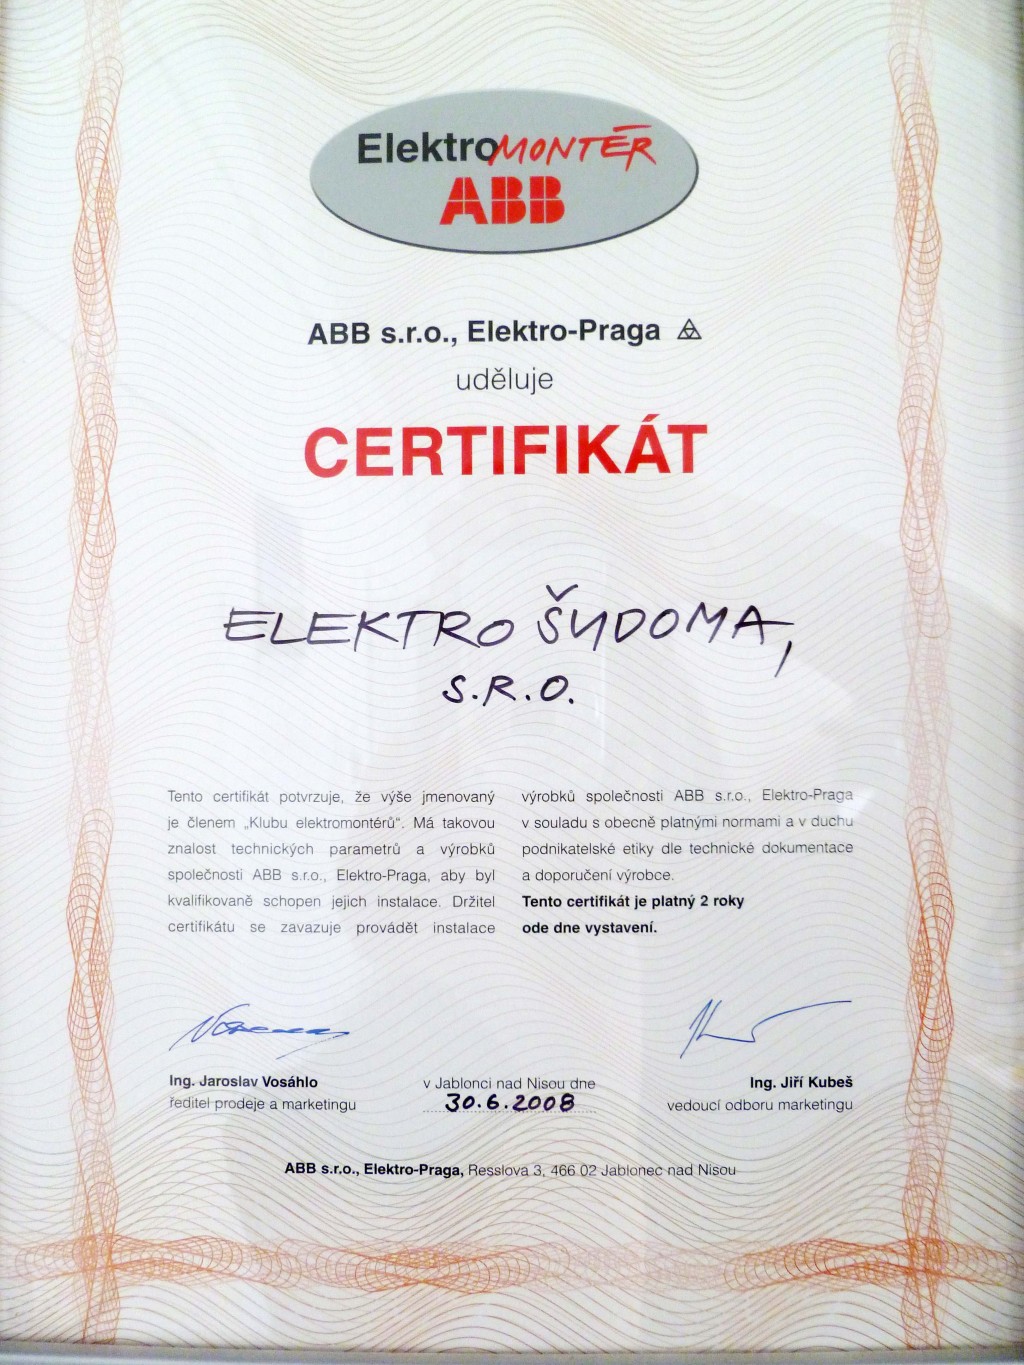 ElektroMONTÉR
ABB
ABB s.r.o., Elektro-Praga
uděluje
CERTIFIKÁT
ELEKTRO ŠUDOMA,
S.R.O.
Tento certifikát potvrzuje, že výše jmenovaný
je členem „Klubu elektromontérů“. Má takovou
znalost technických parametrů a výrobků
společnosti ABB s.r.o., Elektro-Praga, aby byl
kvalifikovaně schopen jejich instalace. Držitel
certifikátu se zavazuje provádět instalace
výrobků společnosti ABB s.r.o., Elektro-Praga
v souladu s obecně platnými normami a v duchu
podnikatelské etiky dle technické dokumentace
a doporučení výrobce.
Tento certifikát je platný 2 roky
ode dne vystavení.
Ing. Jaroslav Vosáhlo
ředitel prodeje a marketingu
v Jablonci nad Nisou dne
30.6.2008
Ing. Jiří Kubeš
vedoucí odboru marketingu
ABB s.r.o., Elektro-Praga, Resslova 3, 466 02 Jablonec nad Nisou